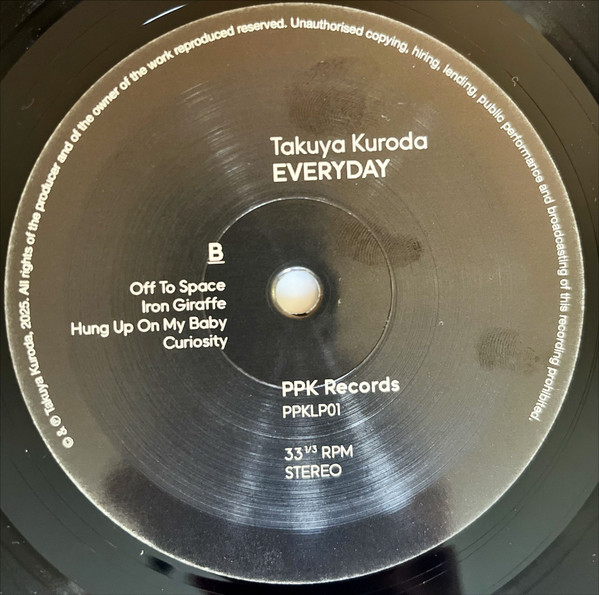 © & ℗ Takuya Kuroda, 2025. All rights of the producer and of the owner of the work reproduced reserved. Unauthorised copying, hiring, lending, public performance and broadcasting of this recording prohibited.
Takuya Kuroda
EVERYDAY
B
Off To Space
Iron Giraffe
Hung Up On My Baby
Curiosity
PPK Records
PPKLP01
33 1/3 RPM
STEREO